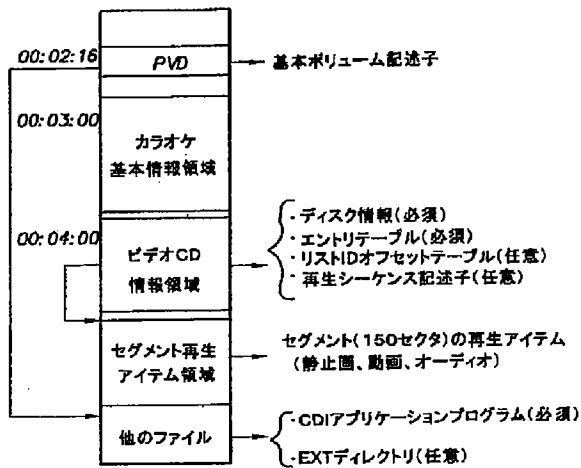 00:02:16
PVD
基本ボリューム記述子
00:03:00
カラオケ
基本情報領域
00:04:00
ビデオCD
情報領域
・ディスク情報(必須)
・エントリテーブル(必須)
・リストIDオフセットテーブル(任意)
・再生シーケンス記述子(任意)
セグメント再生
アイテム領域
セグメント(150セクタ)の再生アイテム
(静止画、動画、オーディオ)
他のファイル
・CDIアプリケーションプログラム(必須)
・EXTディレクトリ(任意)